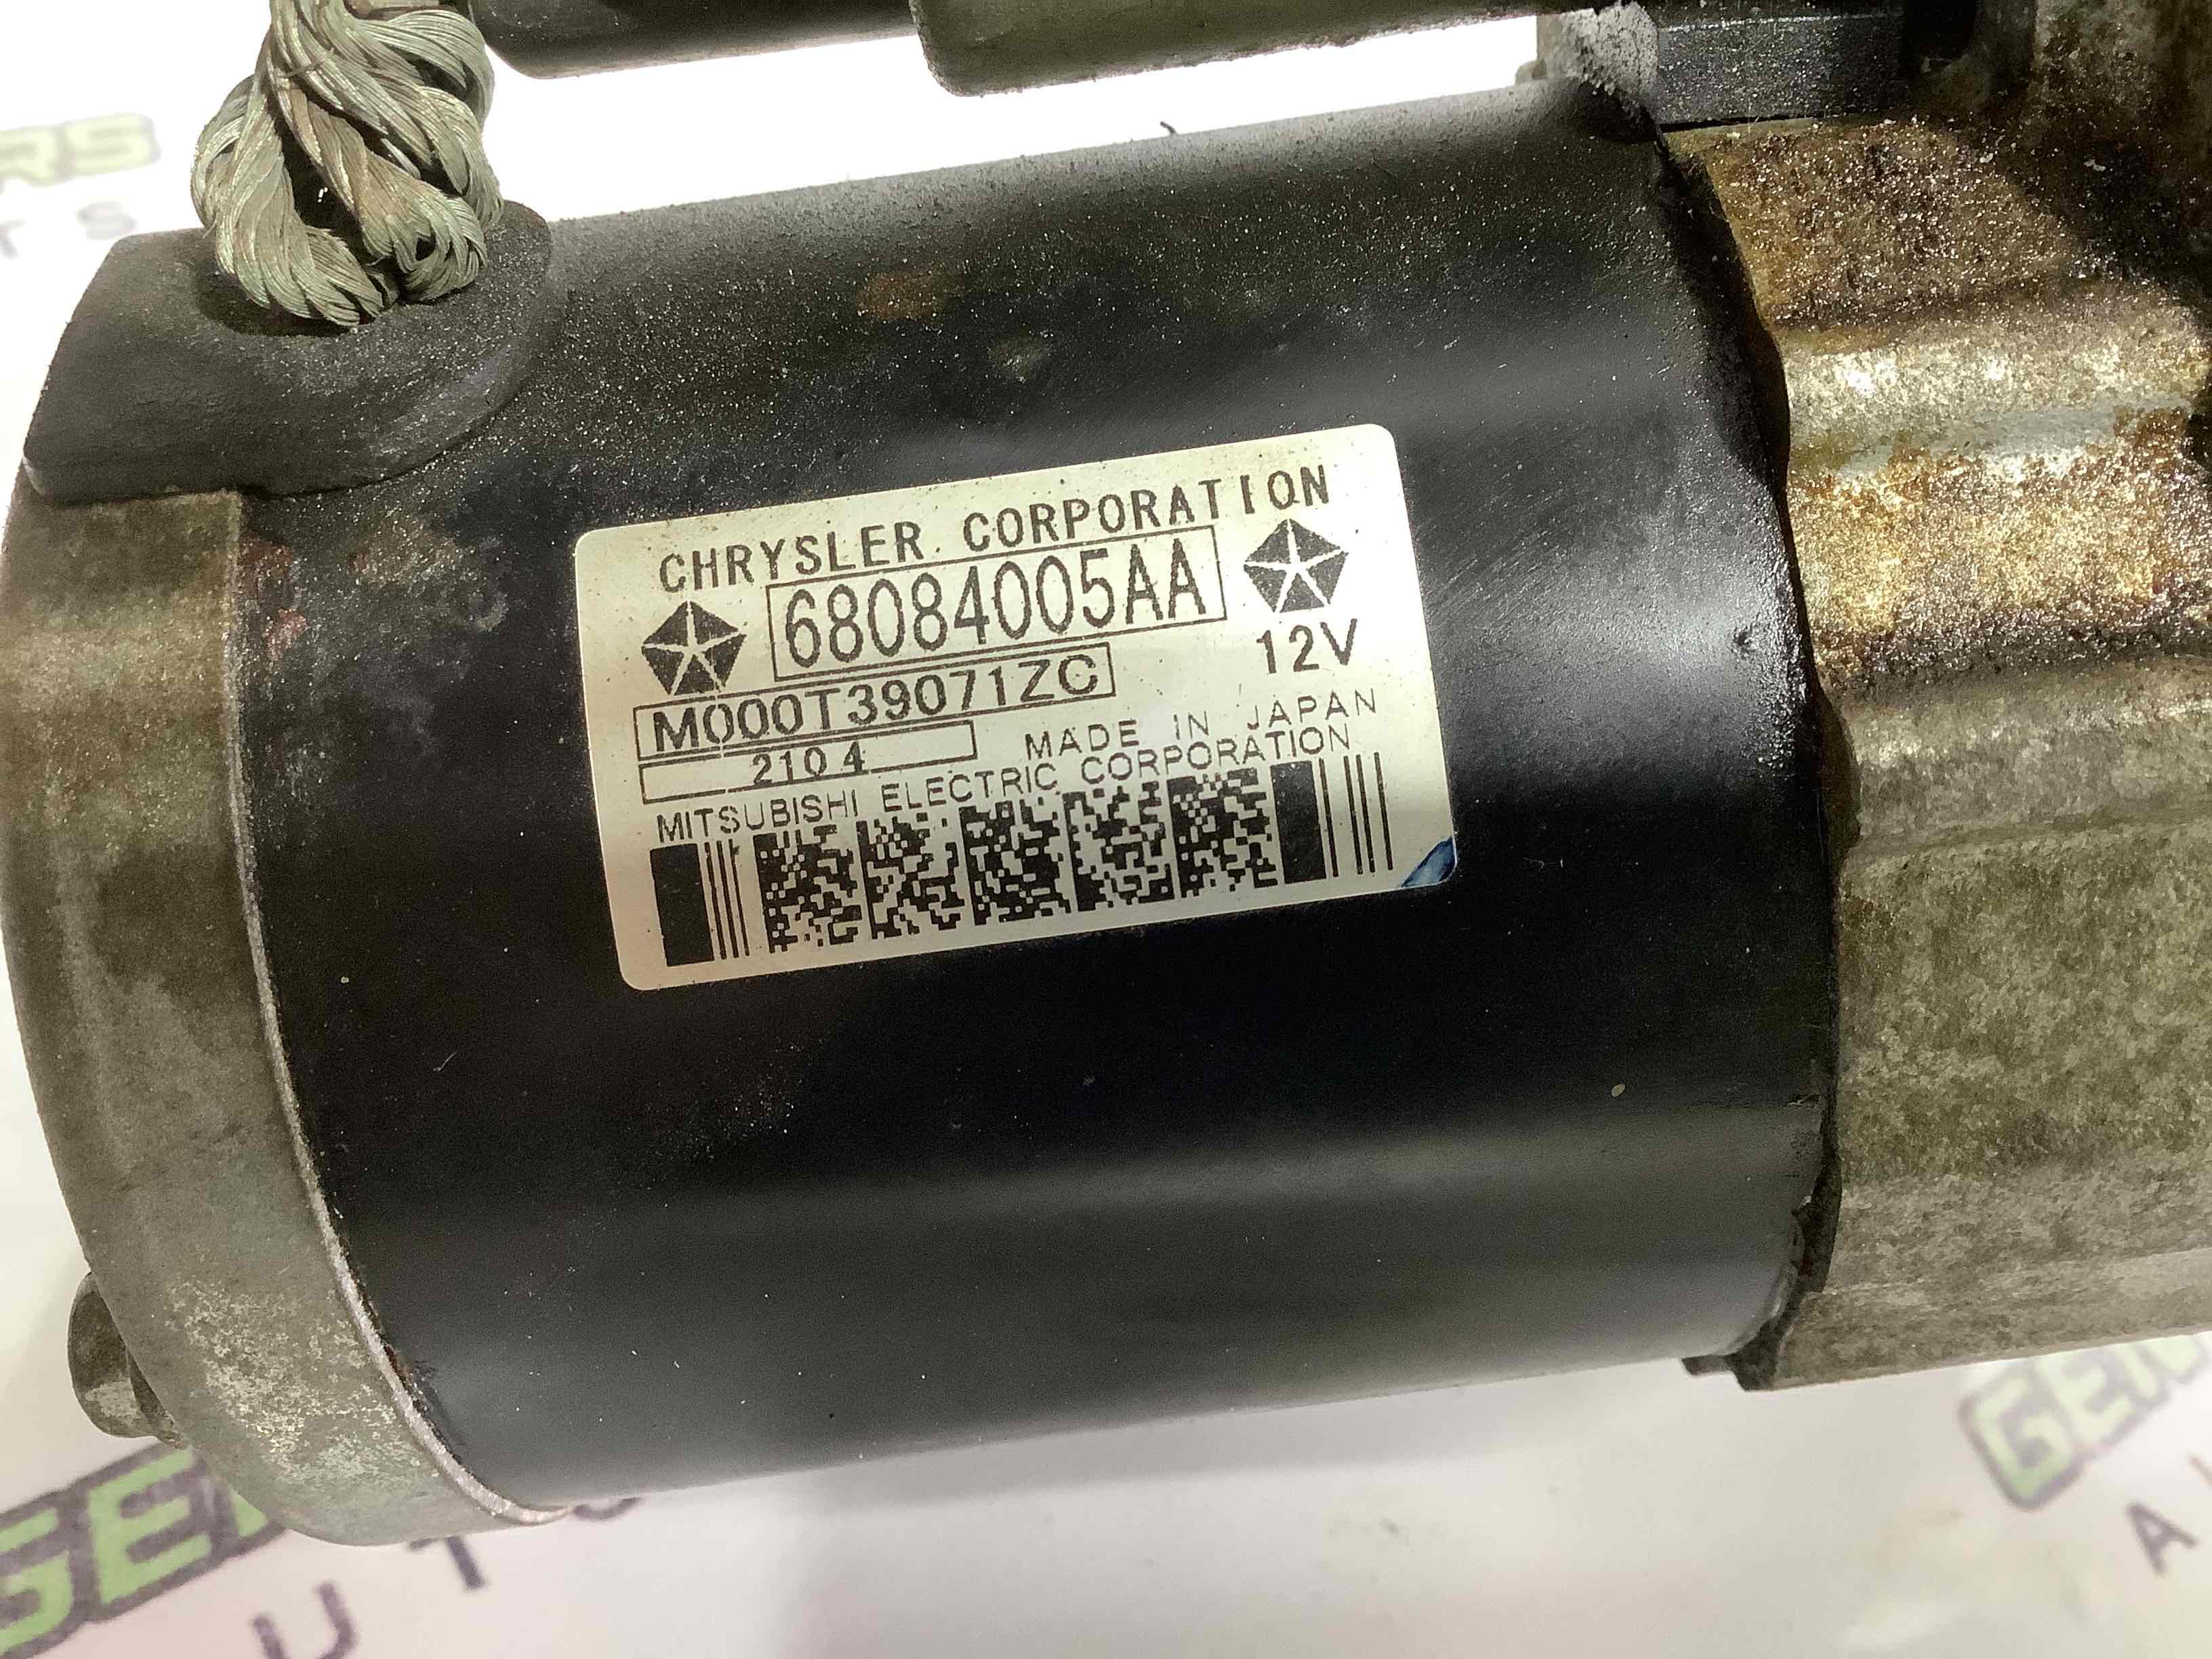 CHRYSLER CORPORATION
68084005AA
12V
M000T39071ZC
2104
MADE IN JAPAN
MITSUBISHI ELECTRIC CORPORATION